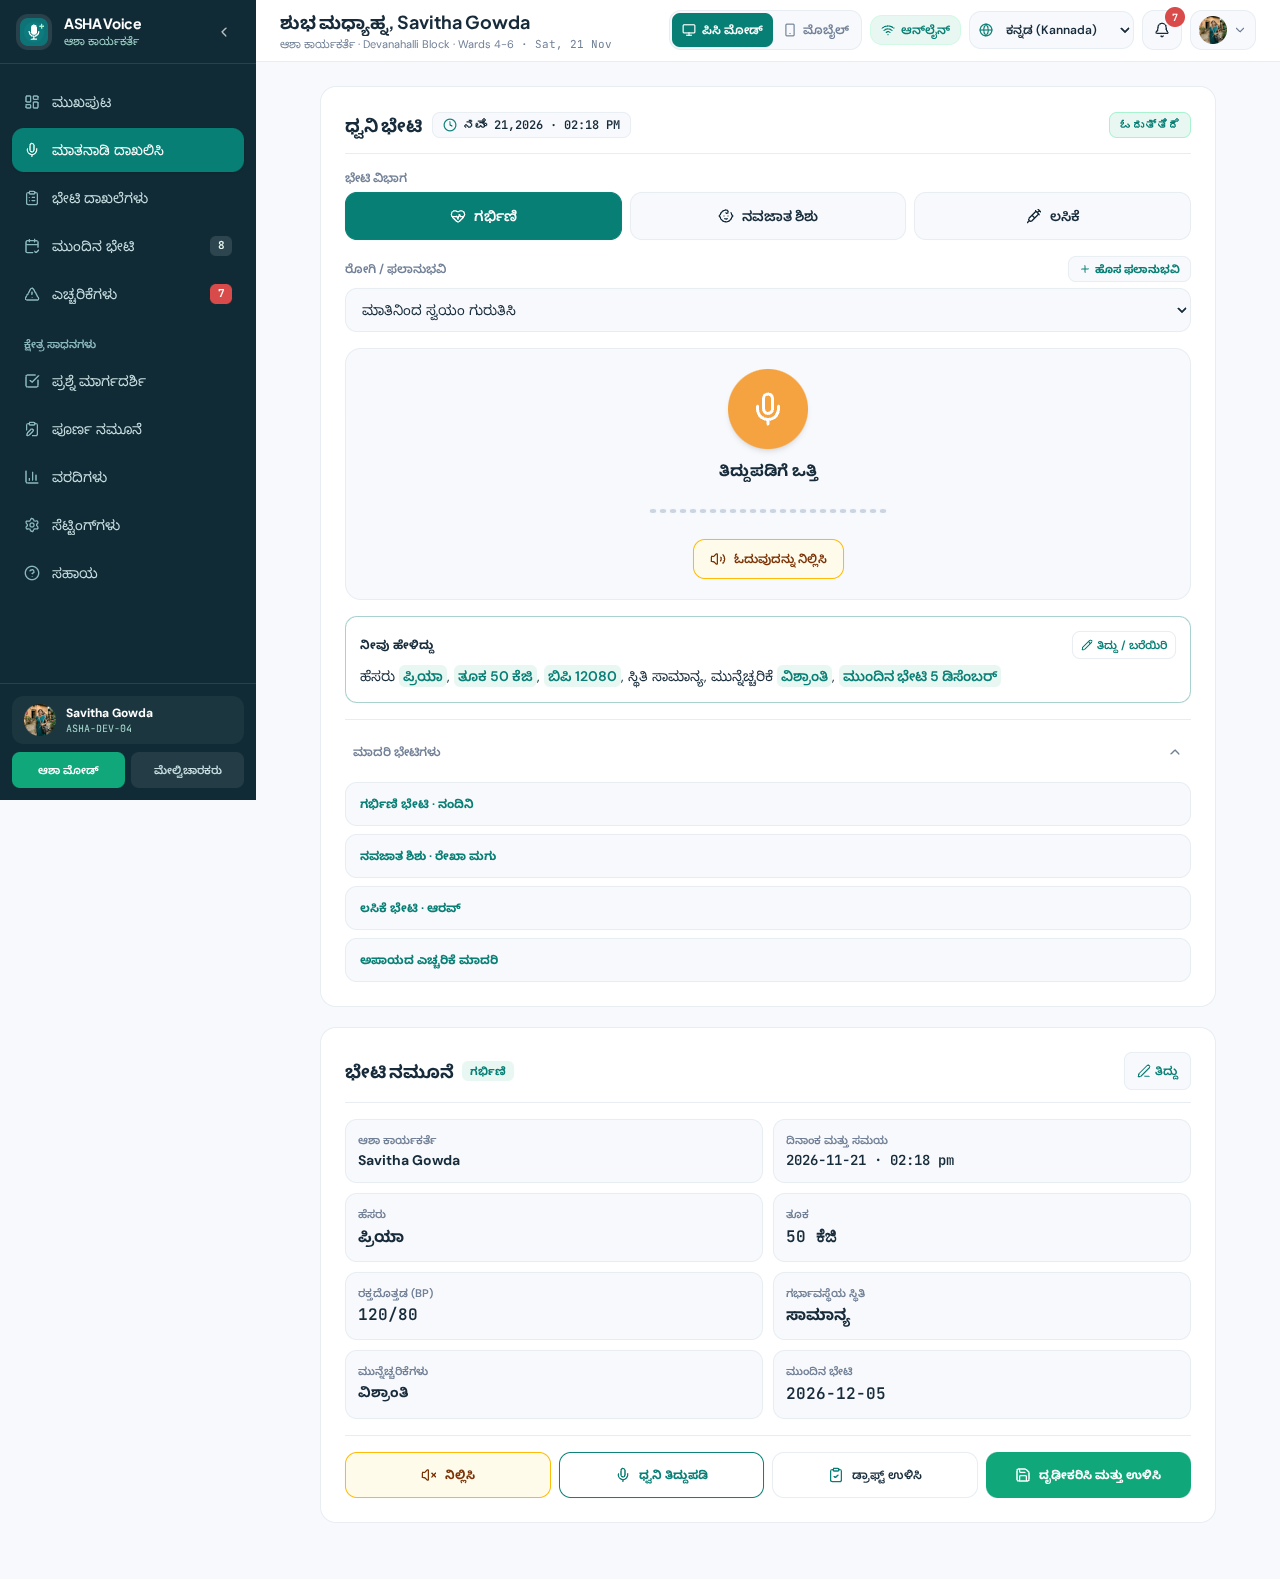 ASHA Voice
ಆಶಾ ಕಾರ್ಯಕರ್ತೆ
ಮುಖಪುಟ
ಮಾತನಾಡಿ ದಾಖಲಿಸಿ
ಭೇಟಿ ದಾಖಲೆಗಳು
ಮುಂದಿನ ಭೇಟಿ 8
ಎಚ್ಚರಿಕೆಗಳು 7
ಕ್ಷೇತ್ರ ಸಾಧನಗಳು
ಪ್ರಶ್ನೆ ಮಾರ್ಗದರ್ಶಿ
ಪೂರ್ಣ ನಮೂನೆ
ವರದಿಗಳು
ಸೆಟ್ಟಿಂಗ್‌ಗಳು
ಸಹಾಯ
Savitha Gowda
ASHA-DEV-04
ಆಶಾ ಮೋಡ್ ಮೇಲ್ವಿಚಾರಕರು
ಶುಭ ಮಧ್ಯಾಹ್ನ, Savitha Gowda
ಆಶಾ ಕಾರ್ಯಕರ್ತೆ · Devanahalli Block · Wards 4–6 · Sat, 21 Nov
ಪಿಸಿ ಮೋಡ್ ಮೊಬೈಲ್ ಆನ್‌ಲೈನ್ ಕನ್ನಡ (Kannada) 7
ಧ್ವನಿ ಭೇಟಿ ನವೆಂ 21,2026 · 02:18 PM ಓದುತ್ತಿದೆ
ಭೇಟಿ ವಿಭಾಗ
ಗರ್ಭಿಣಿ ನವಜಾತ ಶಿಶು ಲಸಿಕೆ
ರೋಗಿ / ಫಲಾನುಭವಿ ಹೊಸ ಫಲಾನುಭವಿ
ಮಾತಿನಿಂದ ಸ್ವಯಂ ಗುರುತಿಸಿ
ತಿದ್ದುಪಡಿಗೆ ಒತ್ತಿ
ಓದುವುದನ್ನು ನಿಲ್ಲಿಸಿ
ನೀವು ಹೇಳಿದ್ದು ತಿದ್ದು / ಬರೆಯಿರಿ
ಹೆಸರು ಪ್ರಿಯಾ, ತೂಕ 50 ಕೆಜಿ, ಬಿಪಿ 12080, ಸ್ಥಿತಿ ಸಾಮಾನ್ಯ, ಮುನ್ನೆಚ್ಚರಿಕೆ ವಿಶ್ರಾಂತಿ, ಮುಂದಿನ ಭೇಟಿ 5 ಡಿಸೆಂಬರ್
ಮಾದರಿ ಭೇಟಿಗಳು
ಗರ್ಭಿಣಿ ಭೇಟಿ · ನಂದಿನಿ
ನವಜಾತ ಶಿಶು · ರೇಖಾ ಮಗು
ಲಸಿಕೆ ಭೇಟಿ · ಆರವ್
ಅಪಾಯದ ಎಚ್ಚರಿಕೆ ಮಾದರಿ
ಭೇಟಿ ನಮೂನೆ ಗರ್ಭಿಣಿ ತಿದ್ದು
ಆಶಾ ಕಾರ್ಯಕರ್ತೆ
Savitha Gowda
ದಿನಾಂಕ ಮತ್ತು ಸಮಯ
2026-11-21 · 02:18 pm
ಹೆಸರು
ಪ್ರಿಯಾ
ತೂಕ
50 ಕೆಜಿ
ರಕ್ತದೊತ್ತಡ (BP)
120/80
ಗರ್ಭಾವಸ್ಥೆಯ ಸ್ಥಿತಿ
ಸಾಮಾನ್ಯ
ಮುನ್ನೆಚ್ಚರಿಕೆಗಳು
ವಿಶ್ರಾಂತಿ
ಮುಂದಿನ ಭೇಟಿ
2026-12-05
ನಿಲ್ಲಿಸಿ ಧ್ವನಿ ತಿದ್ದುಪಡಿ ಡ್ರಾಫ್ಟ್ ಉಳಿಸಿ ದೃಢೀಕರಿಸಿ ಮತ್ತು ಉಳಿಸಿ